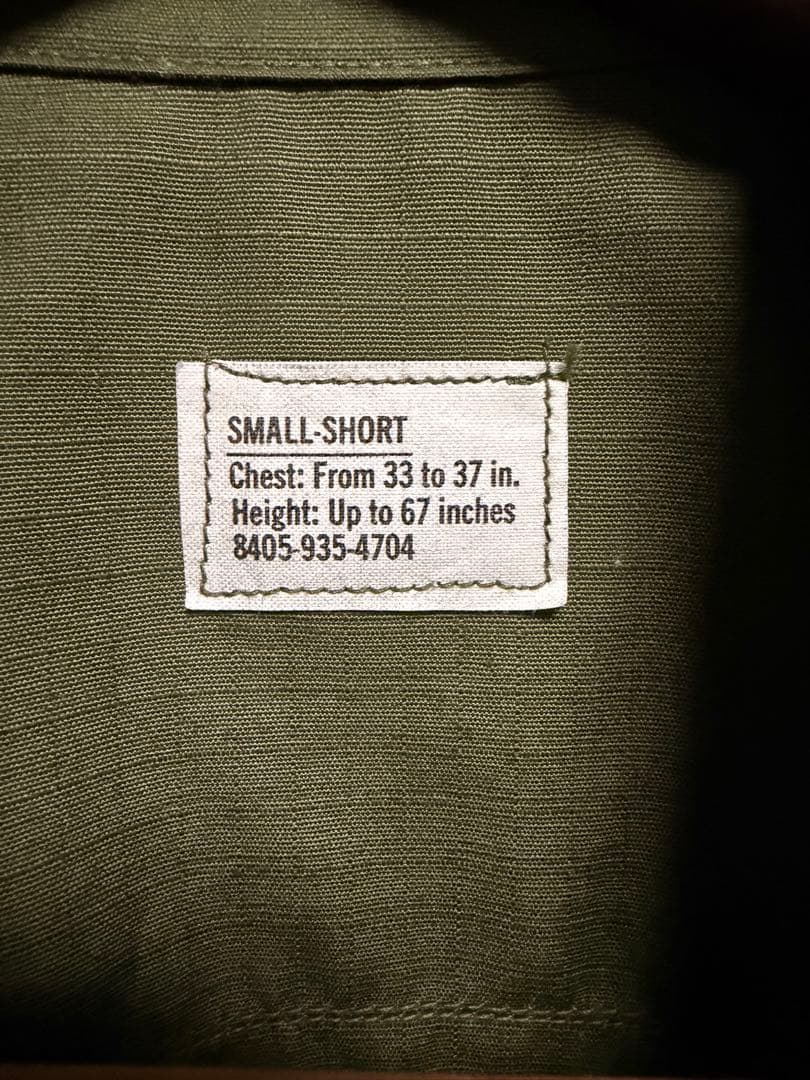 SMALL-SHORT
Chest: From 33 to 37 in.
Height: Up to 67 inches
8405-935-4704